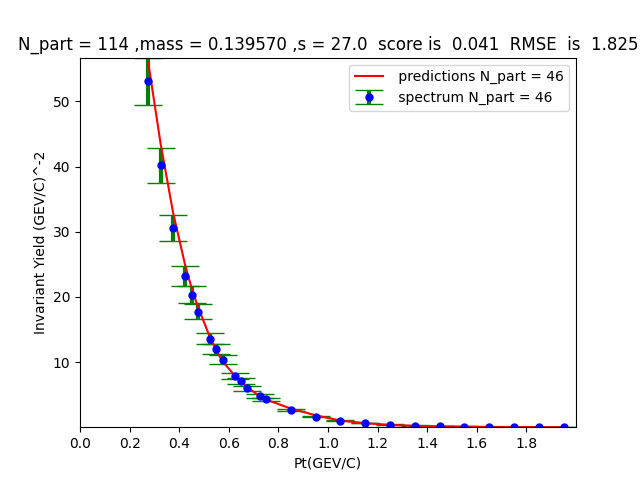 N_part = 114 ,mass = 0.139570 ,s = 27.0  score is  0.041  RMSE  is  1.825
predictions N_part = 46
spectrum N_part = 46
Invariant Yield (GEV/C)^-2
50
40
30
20
10
0.0 0.2 0.4 0.6 0.8 1.0 1.2 1.4 1.6 1.8
Pt(GEV/C)